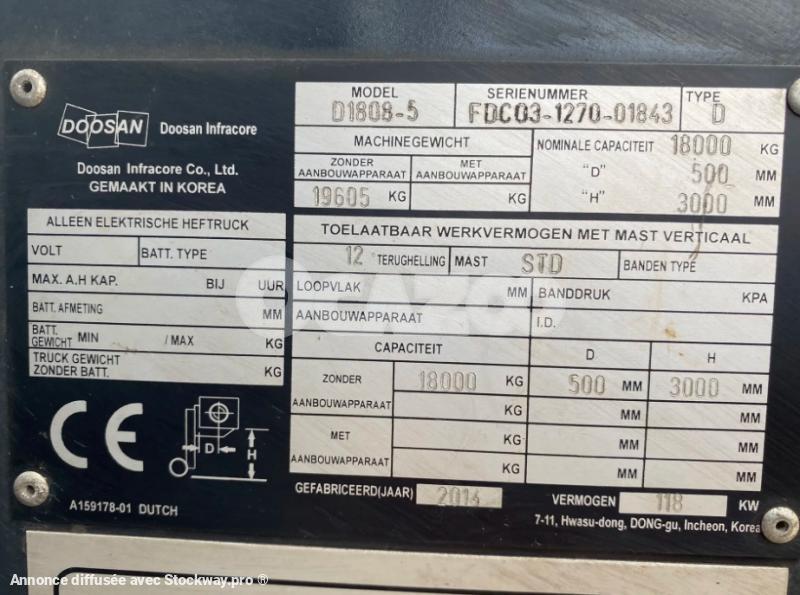 DOOSAN Doosan Infracore
Doosan Infracore Co., Ltd.
GEMAAKT IN KOREA
MODEL D180S-5 SERIENUMMER FDC03-1270-01843 TYPE D
MACHINEGEWICHT
ZONDER AANBOUWAPPARAAT 19605 KG
MET AANBOUWAPPARAAT KG
NOMINALE CAPACITEIT 18000 KG
"D" 500 MM
"H" 3000 MM
ALLEEN ELEKTRISCHE HEFTRUCK
VOLT BATT. TYPE
MAX. A.H KAP. BIJ UUR
BATT. AFMETING MM
BATT. GEWICHT MIN /MAX KG
TRUCK GEWICHT ZONDER BATT. KG
TOELAATBAAR WERKVERMOGEN MET MAST VERTICAAL
12 TERUGHELLING MAST STD BANDEN TYPE
LOOPVLAK MM BANDDRUK KPA
AANBOUWAPPARAAT I.D.
CAPACITEIT D H
ZONDER AANBOUWAPPARAAT 18000 KG 500 MM 3000 MM
KG MM MM
MET AANBOUWAPPARAAT KG MM MM
KG MM MM
CE D H
A159178-01 DUTCH
GEFABRICEERD(JAAR) 2014 VERMOGEN 118 KW
7-11, Hwasu-dong, DONG-gu, Incheon, Korea
OCAZOO
Annonce diffusée avec Stockway.pro ®